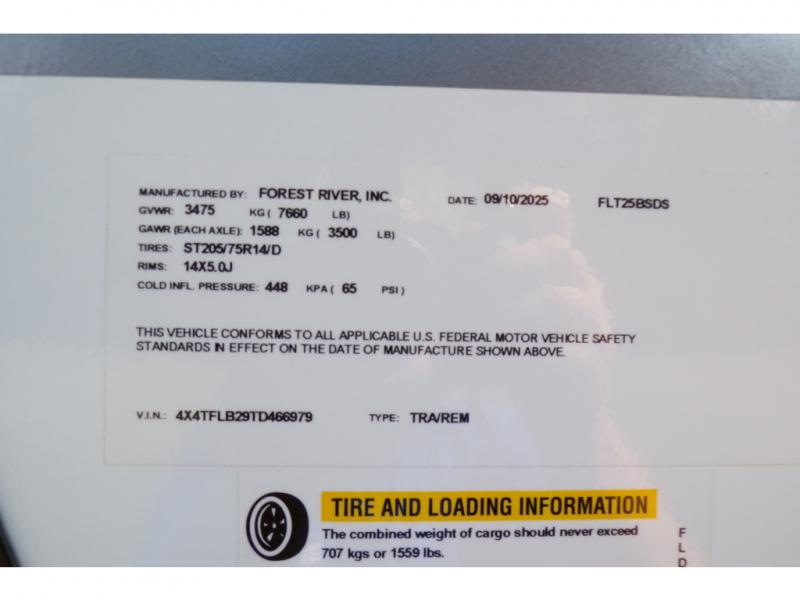 MANUFACTURED BY: FOREST RIVER, INC. DATE: 09/10/2025 FLT25BSDS
GVWR: 3475 KG ( 7660 LB)
GAWR (EACH AXLE): 1588 KG ( 3500 LB)
TIRES: ST205/75R14/D
RIMS: 14X5.0J
COLD INFL. PRESSURE: 448 KPA ( 65 PSI )
THIS VEHICLE CONFORMS TO ALL APPLICABLE U.S. FEDERAL MOTOR VEHICLE SAFETY
STANDARDS IN EFFECT ON THE DATE OF MANUFACTURE SHOWN ABOVE.
V.I.N.: 4X4TFLB29TD466979 TYPE: TRA/REM
TIRE AND LOADING INFORMATION
The combined weight of cargo should never exceed
707 kgs or 1559 lbs.
F
L
D